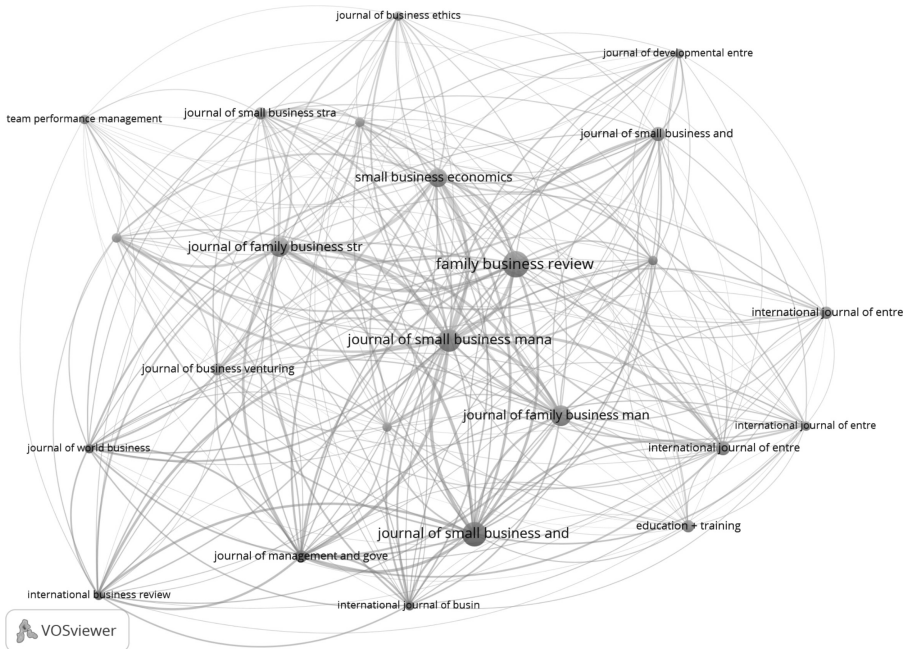 journal of business ethics
journal of developmental entre
journal of small business stra
team performance management
journal of small business and
small business economics
journal of family business str
family business review
international journal of entre
journal of small business mana
journal of business venturing
journal of family business man
international journal of entre
journal of world business
international journal of entre
education + training
journal of small business and
journal of management and gove
international business review
international journal of busin
VOSviewer